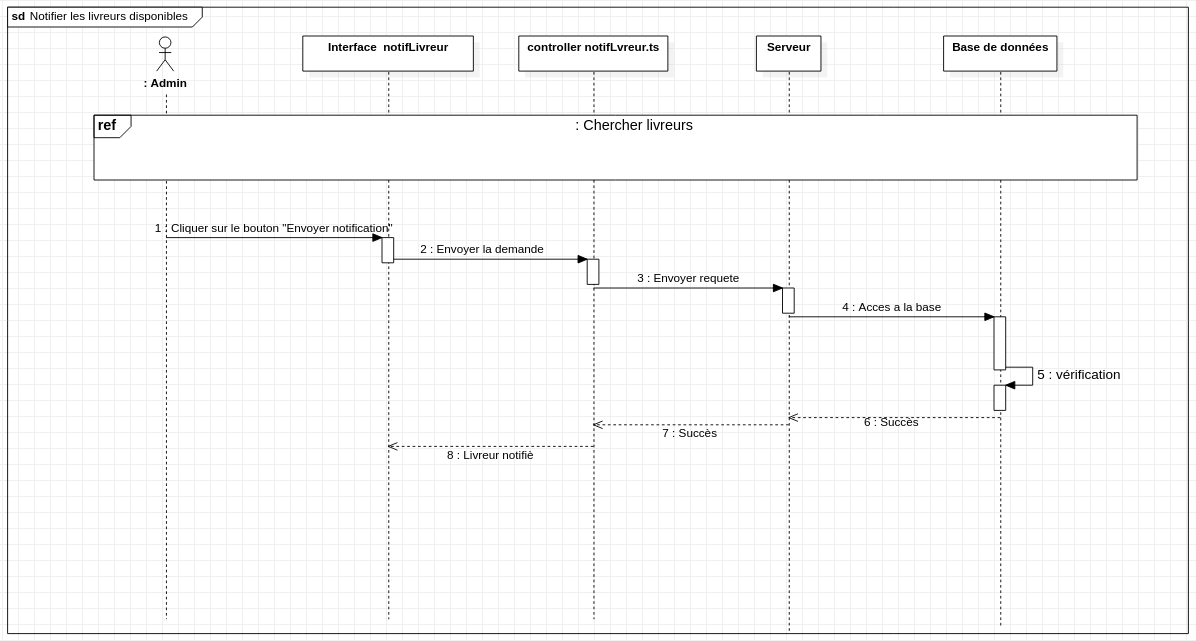 sd Notifier les livreurs disponibles
: Admin
Interface  notifLivreur
controller notifLvreur.ts
Serveur
Base de données
ref
: Chercher livreurs
1 : Cliquer sur le bouton "Envoyer notification"
2 : Envoyer la demande
3 : Envoyer requete
4 : Acces a la base
5 : vérification
6 : Succès
7 : Succès
8 : Livreur notifiè